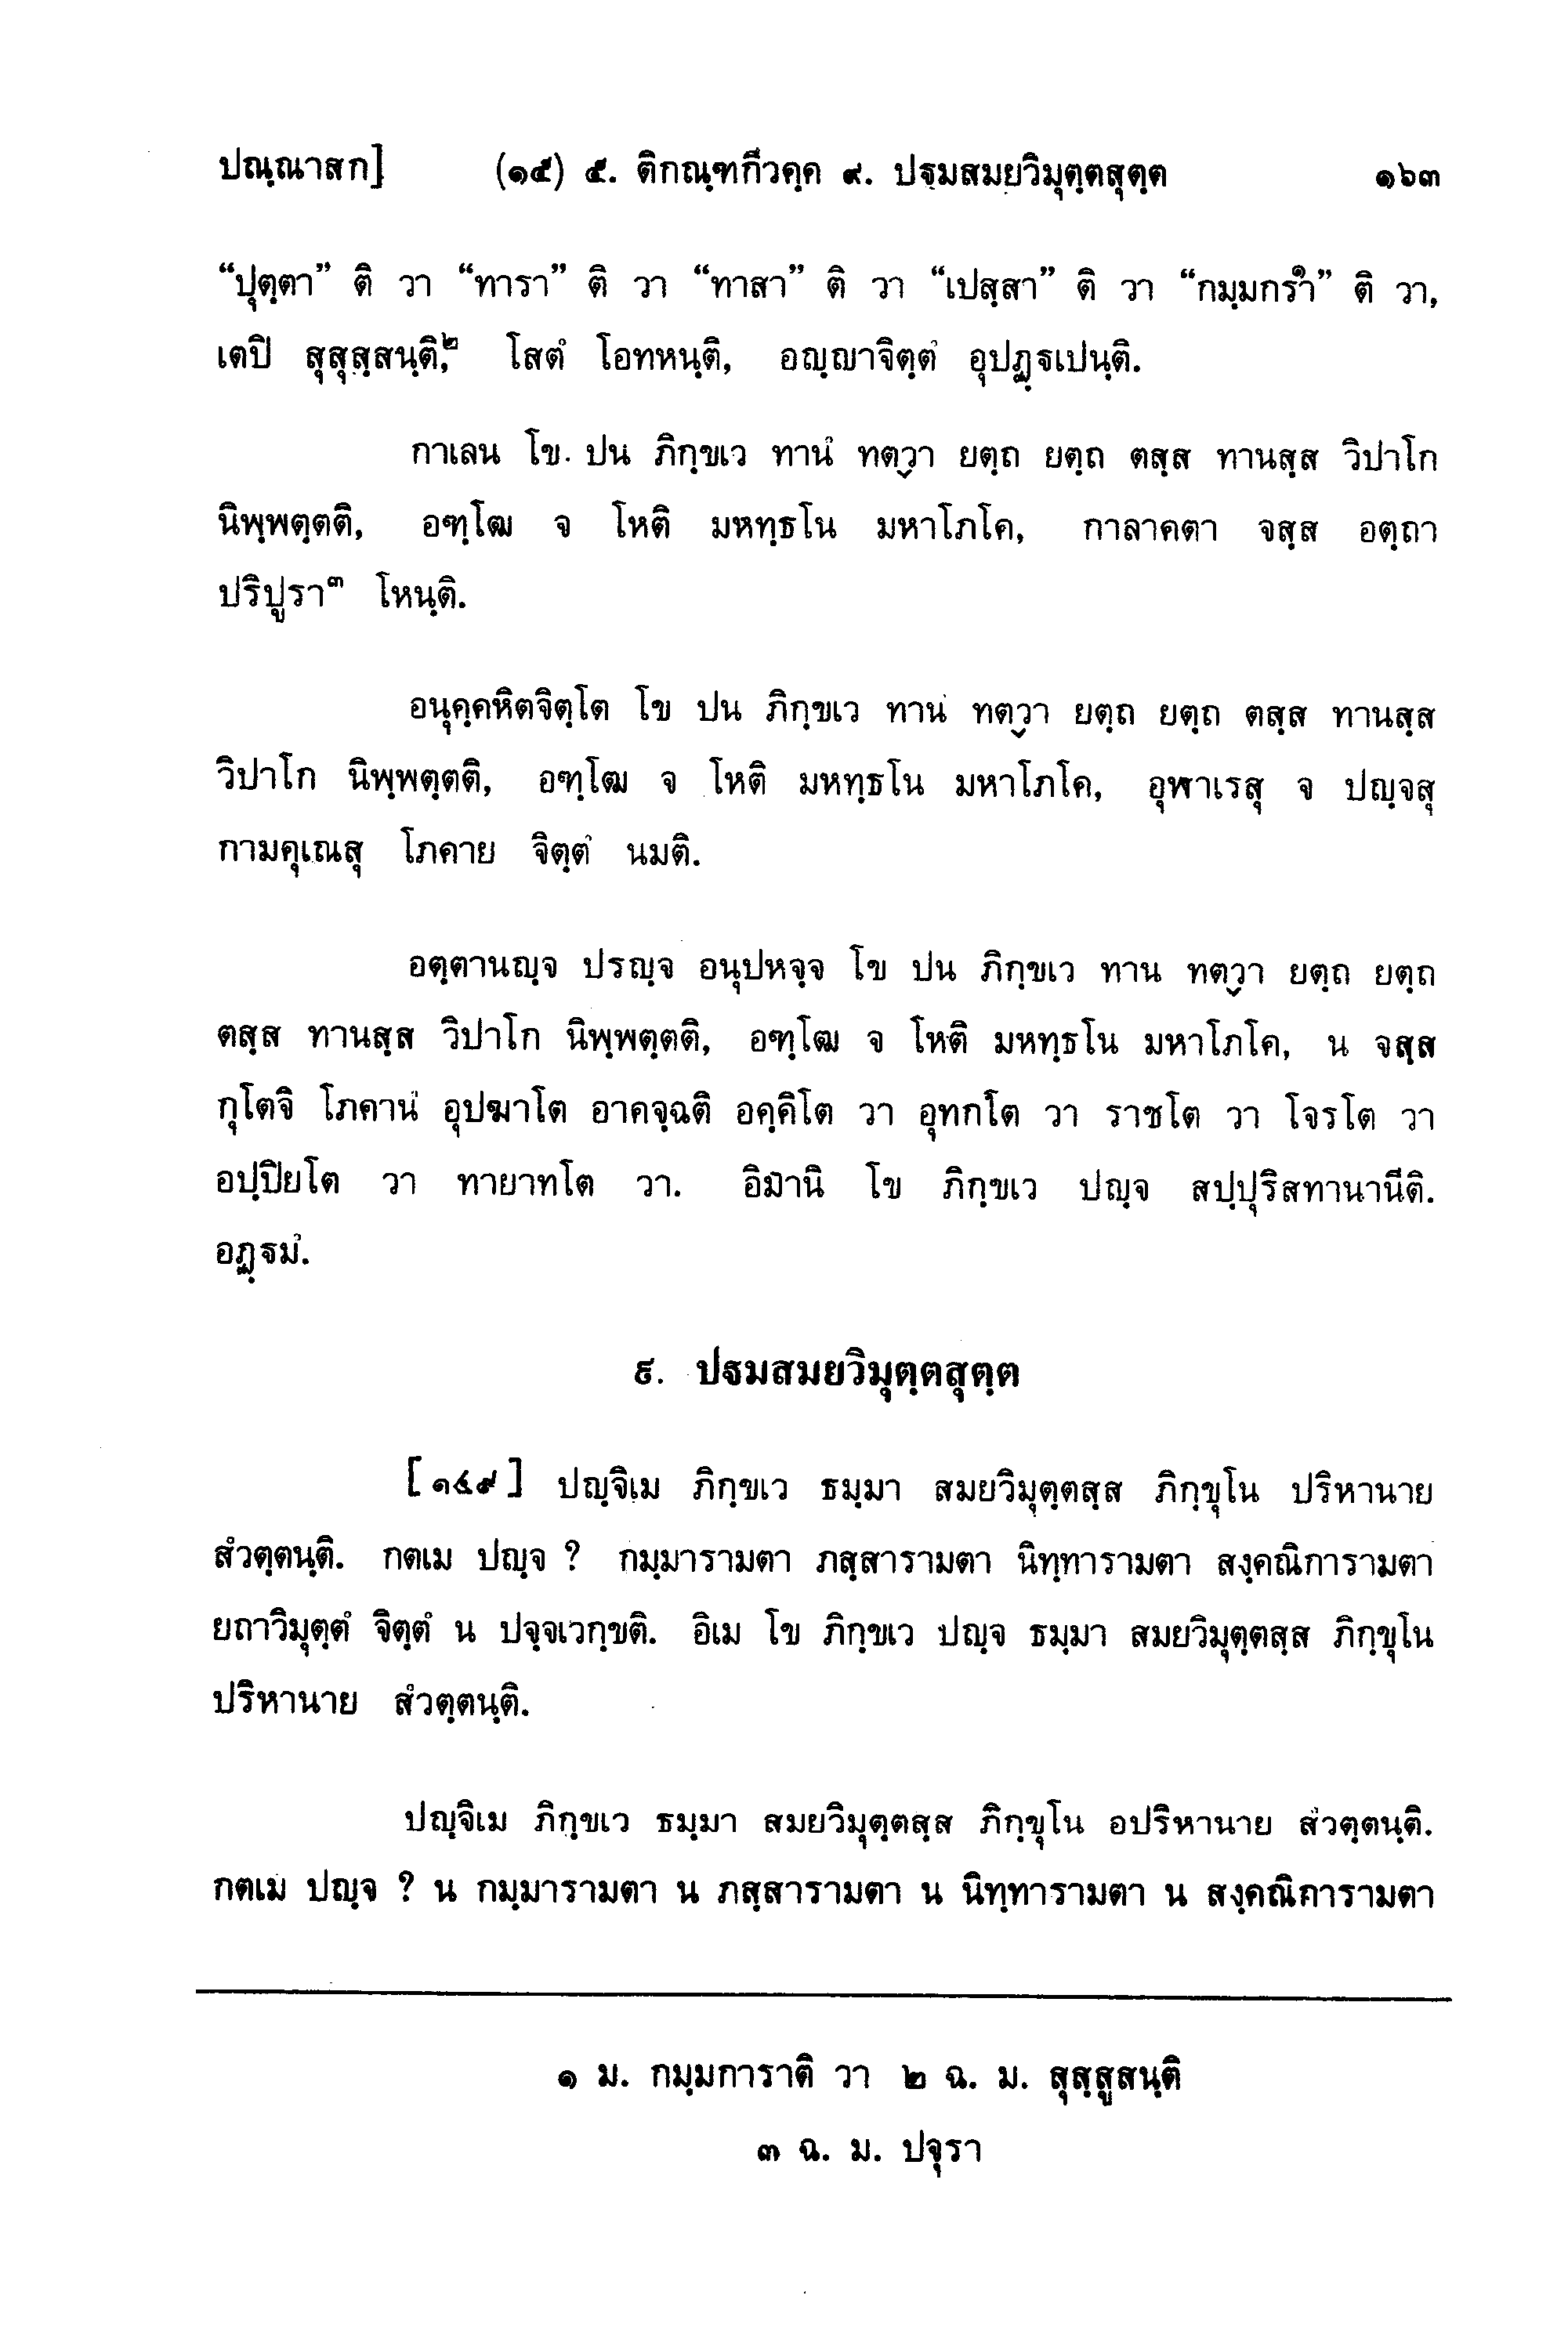 ปณฺณาสก] (๑๕) ๕. ติกณฺฑกีวคฺค ๙. ปฐมสมยวิมุตฺตสุตฺต ๑๖๓
“ปุตฺตา” ติ วา “ทารา” ติ วา “ทาสา” ติ วา “เปสฺสา” ติ วา “กมฺมกรา๑” ติ วา,
เตปิ สุสุสฺสนฺติ,๒ โสตํ โอทหนฺติ, อญฺญาจิตฺตํ อุปฏฺฐเปนฺติ.
กาเลน โข ปน ภิกฺขเว ทานํ ทตฺวา ยตฺถ ยตฺถ ตสฺส ทานสฺส วิปาโก
นิพฺพตฺตติ, อฑฺโฒ จ โหติ มหทฺธโน มหาโภโค, กาลาคตา จสฺส อตฺถา
ปริปูรา๓ โหนฺติ.
อนุคฺคหิตจิตฺโต โข ปน ภิกฺขเว ทานํ ทตฺวา ยตฺถ ยตฺถ ตสฺส ทานสฺส
วิปาโก นิพฺพตฺตติ, อฑฺโฒ จ โหติ มหทฺธโน มหาโภโค, อุฬาเรสุ จ ปญฺจสุ
กามคุเณสุ โภคาย จิตฺตํ นมติ.
อตฺตานญฺจ ปรญฺจ อนุปหจฺจ โข ปน ภิกฺขเว ทาน ทตฺวา ยตฺถ ยตฺถ
ตสฺส ทานสฺส วิปาโก นิพฺพตฺตติ, อฑฺโฒ จ โหติ มหทฺธโน มหาโภโค, น จสฺส
กุโตจิ โภคานํ อุปฆาโต อาคจฺฉติ อคฺคิโต วา อุทกโต วา ราชโต วา โจรโต วา
อปฺปิยโต วา ทายาทโต วา. อิมานิ โข ภิกฺขเว ปญฺจ สปฺปุริสทานานีติ.
อฏฺฐมํ.
๙. ปฐมสมยวิมุตฺตสุตฺต
[๑๔๙] ปญฺจิเม ภิกฺขเว ธมฺมา สมยวิมุตฺตสฺส ภิกฺขุโน ปริหานาย
สํวตฺตนฺติ. กตเม ปญฺจ ? กมฺมารามตา ภสฺสารามตา นิทฺทารามตา สงฺคณิการามตา
ยถาวิมุตฺตํ จิตฺตํ น ปจฺจเวกฺขติ. อิเม โข ภิกฺขเว ปญฺจ ธมฺมา สมยวิมุตฺตสฺส ภิกฺขุโน
ปริหานาย สํวตฺตนฺติ.
ปญฺจิเม ภิกฺขเว ธมฺมา สมยวิมุตฺตสฺส ภิกฺขุโน อปริหานาย สํวตฺตนฺติ.
กตเม ปญฺจ ? น กมฺมารามตา น ภสฺสารามตา น นิทฺทารามตา น สงฺคณิการามตา
๑ ม. กมฺมการาติ วา ๒ ฉ. ม. สุสฺสูสนฺติ
๓ ฉ. ม. ปจุรา